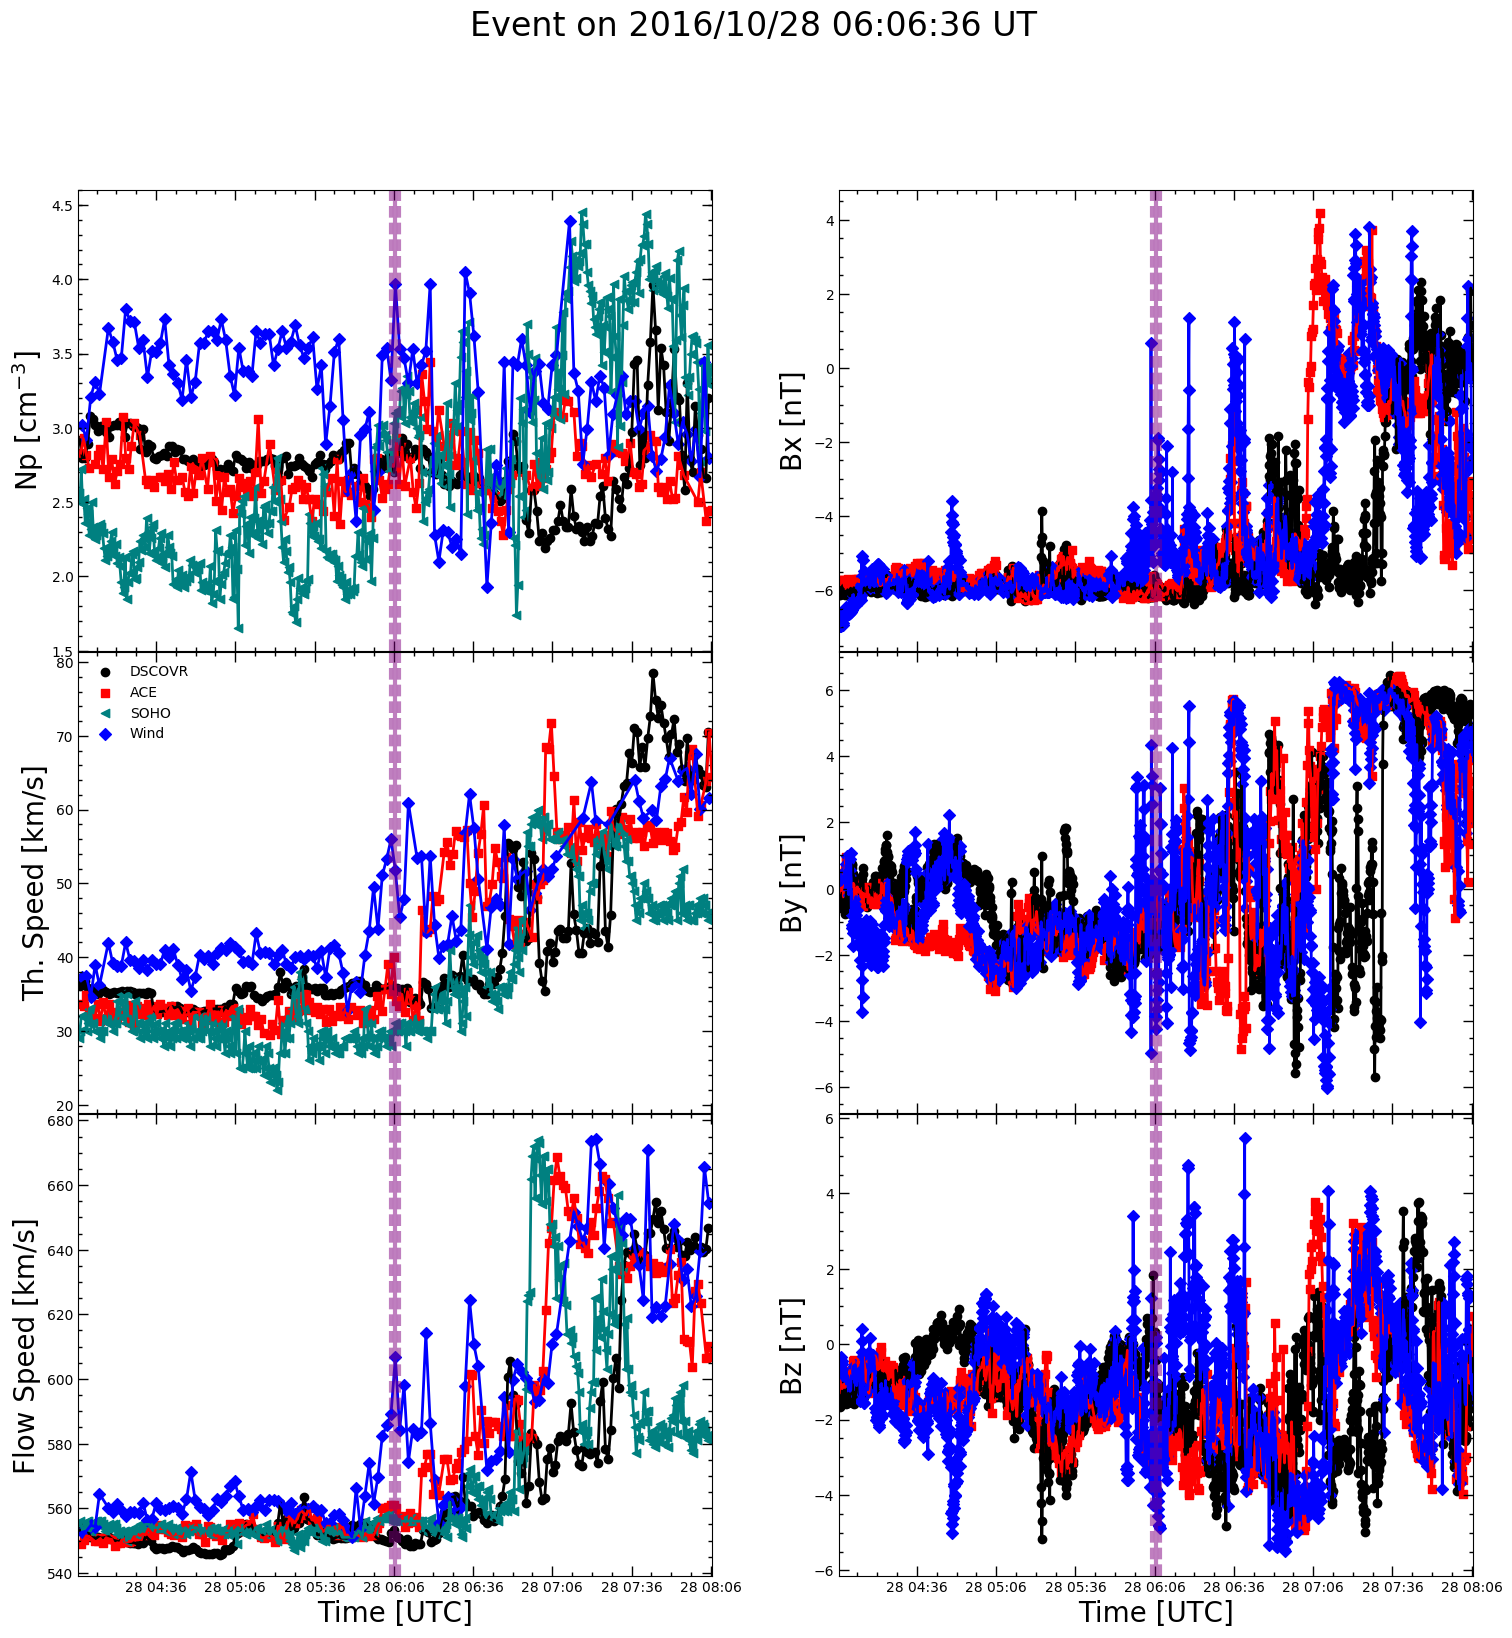 Event on 2016/10/28 06:06:36 UT
Np [cm⁻³]
4.5
4.0
3.5
3.0
2.5
2.0
1.5
Th. Speed [km/s]
80
70
60
50
40
30
20
DSCOVR
ACE
SOHO
Wind
Flow Speed [km/s]
680
660
640
620
600
580
560
540
28 04:36 28 05:06 28 05:36 28 06:06 28 06:36 28 07:06 28 07:36 28 08:06
Time [UTC]
Bx [nT]
4
2
0
−2
−4
−6
By [nT]
6
4
2
0
−2
−4
−6
Bz [nT]
6
4
2
0
−2
−4
−6
28 04:36 28 05:06 28 05:36 28 06:06 28 06:36 28 07:06 28 07:36 28 08:06
Time [UTC]